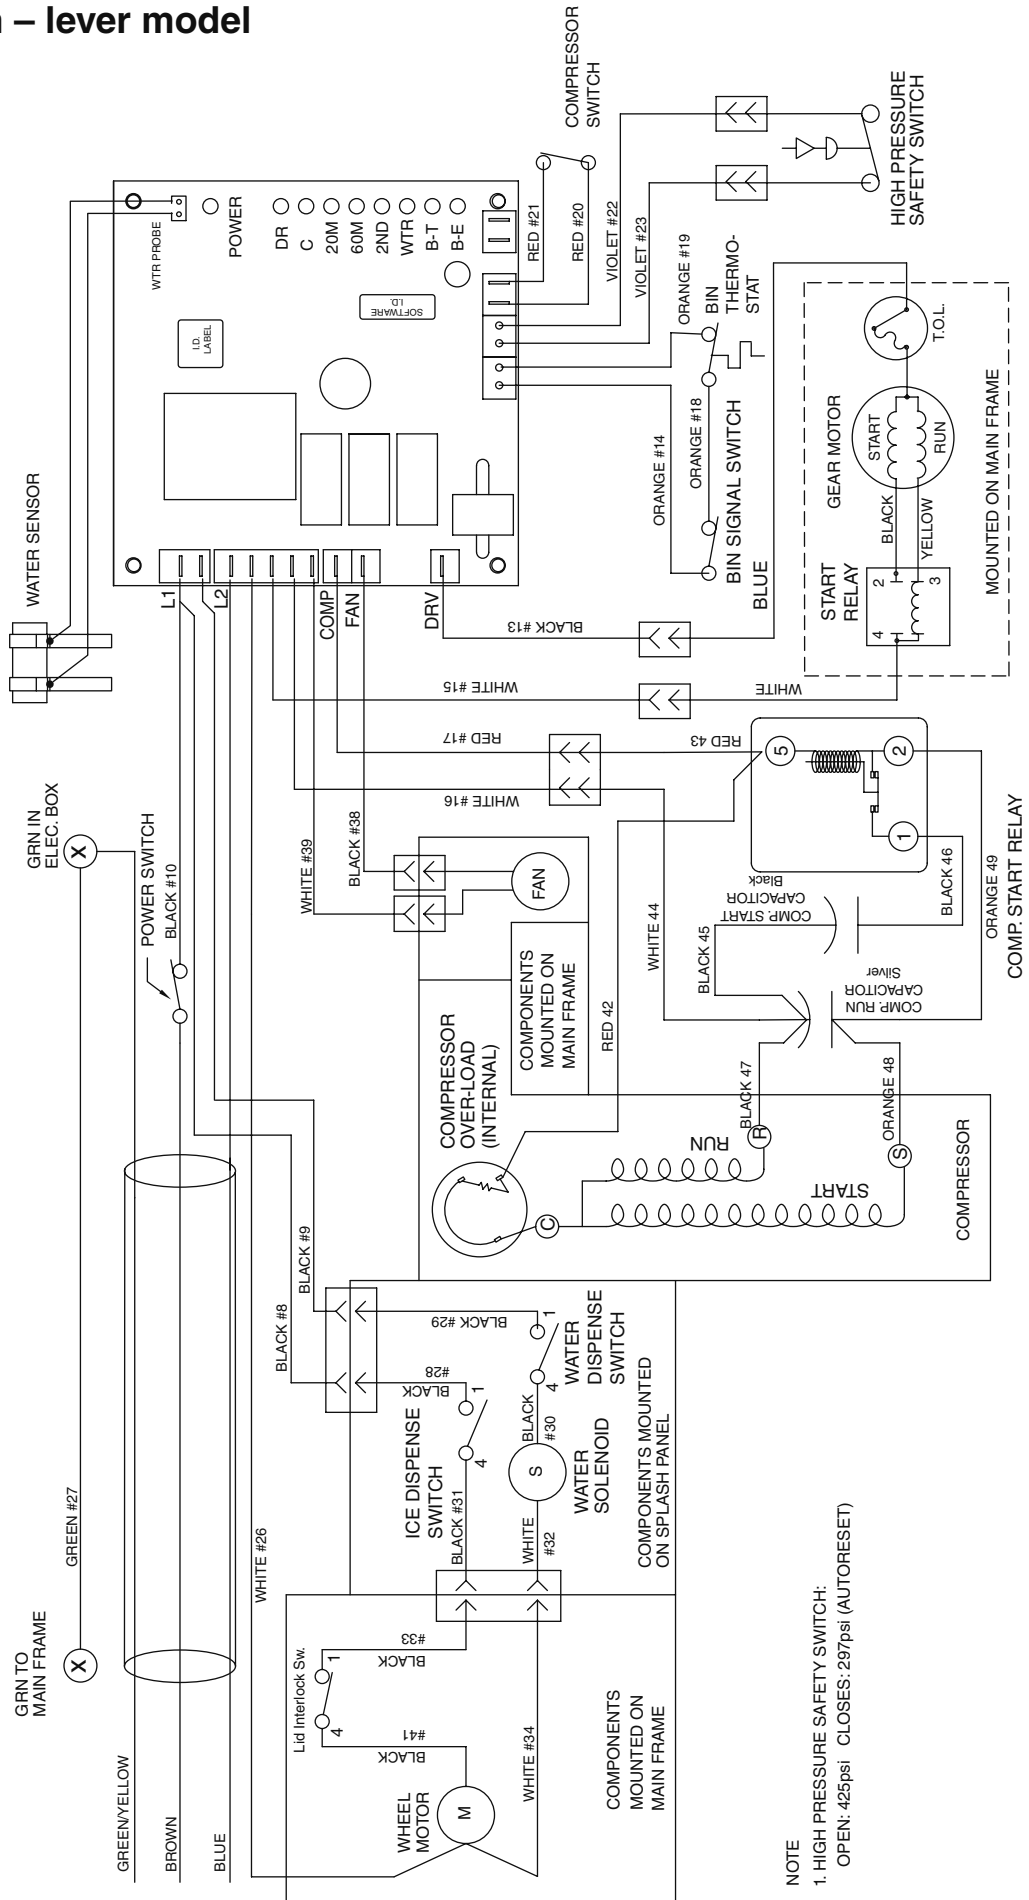 – lever model
WATER SENSOR
WTR PROBE
POWER
DR
C
20M
60M
2ND
WTR
B-T
B-E
I.D.
LABEL
SOFTWARE
I.D.
COMPRESSOR
SWITCH
RED #21
RED #20
VIOLET #22
VIOLET #23
HIGH PRESSURE
SAFETY SWITCH
ORANGE #19
BIN
THERMO-
STAT
ORANGE #18
ORANGE #14
BIN SIGNAL SWITCH
BLUE
T.O.L.
GEAR MOTOR
START
RUN
BLACK
YELLOW
START
RELAY
2
3
4
MOUNTED ON MAIN FRAME
L1
L2
COMP
FAN
DRV
BLACK #13
WHITE #15
WHITE
RED #17
RED 43
WHITE #16
BLACK #38
WHITE #39
FAN
GRN IN
ELEC. BOX
X
POWER SWITCH
BLACK #10
5
2
1
COMP. START RELAY
BLACK 46
ORANGE 49
COMP. START
CAPACITOR
Black
WHITE 44
BLACK 45
COMP. RUN
CAPACITOR
Silver
RED 42
COMPONENTS
MOUNTED ON
MAIN FRAME
COMPRESSOR
OVER-LOAD
(INTERNAL)
BLACK 47
ORANGE 48
R
S
C
RUN
START
COMPRESSOR
BLACK #9
BLACK #8
BLACK #29
BLACK
#28
1
4
WATER
DISPENSE
SWITCH
1
4
ICE DISPENSE
SWITCH
BLACK
#30
S
WATER
SOLENOID
BLACK #31
WHITE
#32
COMPONENTS MOUNTED
ON SPLASH PANEL
GREEN #27
WHITE #26
GRN TO
MAIN FRAME
X
Lid Interlock Sw.
1
4
BLACK
#33
BLACK
#41
WHEEL
MOTOR
M
WHITE #34
COMPONENTS
MOUNTED ON
MAIN FRAME
GREEN/YELLOW
BROWN
BLUE
NOTE
1. HIGH PRESSURE SAFETY SWITCH:
OPEN: 425psi CLOSES: 297psi (AUTORESET)